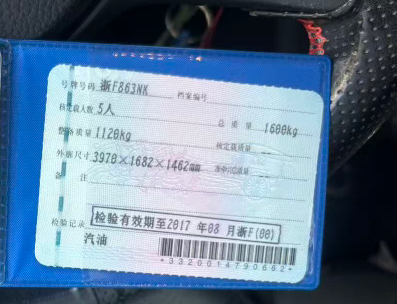 号牌号码 浙F863NK 档案编号
核定载人数 5人 总质量 1600kg
整备质量 1120kg 核定载质量 --
外廓尺寸 3970×1682×1462mm 准牵引总质量 --
备注
检验记录 检验有效期至2017年08月浙F(00)
汽油
*3320014790662*